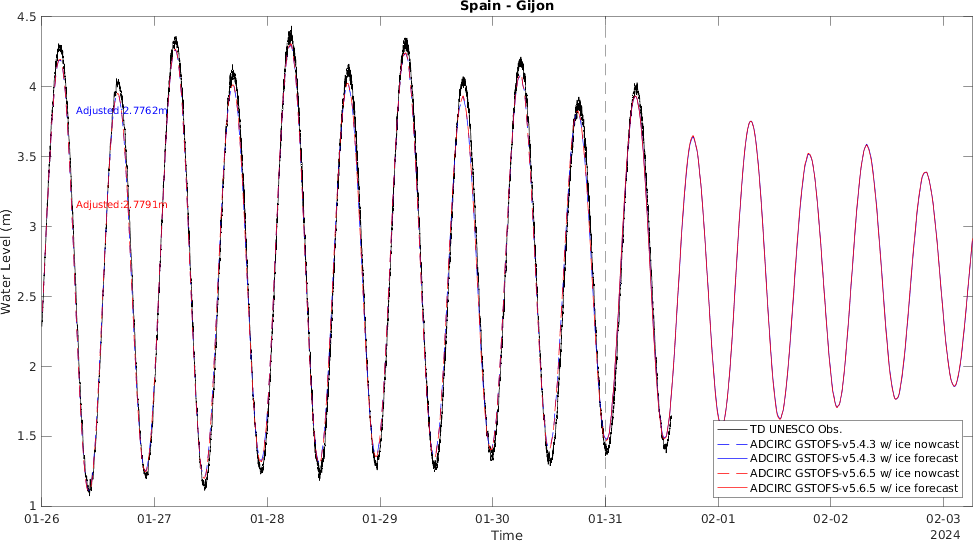 Spain - Gijon
4.5
4
3.5
3
2.5
2
1.5
1
Water Level (m)
Adjusted:2.7762m
Adjusted:2.7791m
TD UNESCO Obs.
ADCIRC GSTOFS-v5.4.3 w/ ice nowcast
ADCIRC GSTOFS-v5.4.3 w/ ice forecast
ADCIRC GSTOFS-v5.6.5 w/ ice nowcast
ADCIRC GSTOFS-v5.6.5 w/ ice forecast
01-26 01-27 01-28 01-29 01-30 01-31 02-01 02-02 02-03
Time
2024